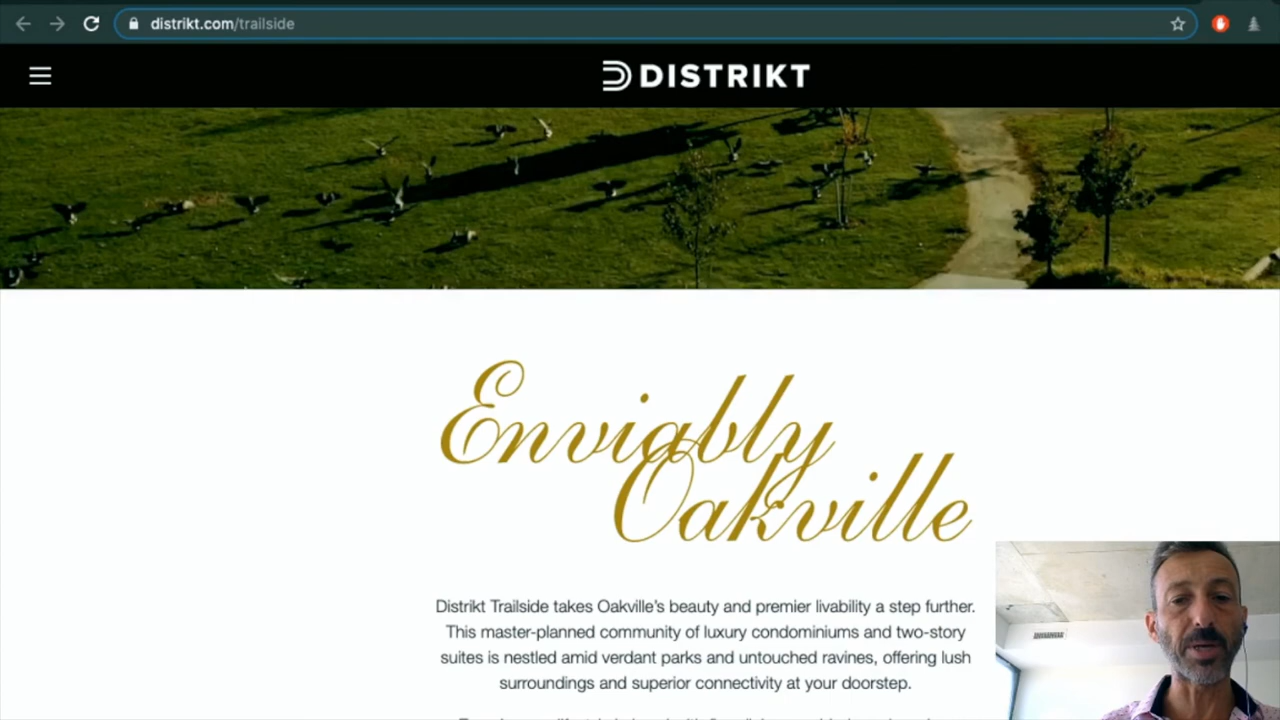 distrikt.com/trailside
DISTRIKT
Enviably
Oakville
Distrikt Trailside takes Oakville's beauty and premier livability a step further.
This master-planned community of luxury condominiums and two-story
suites is nestled amid verdant parks and untouched ravines, offering lush
surroundings and superior connectivity at your doorstep.